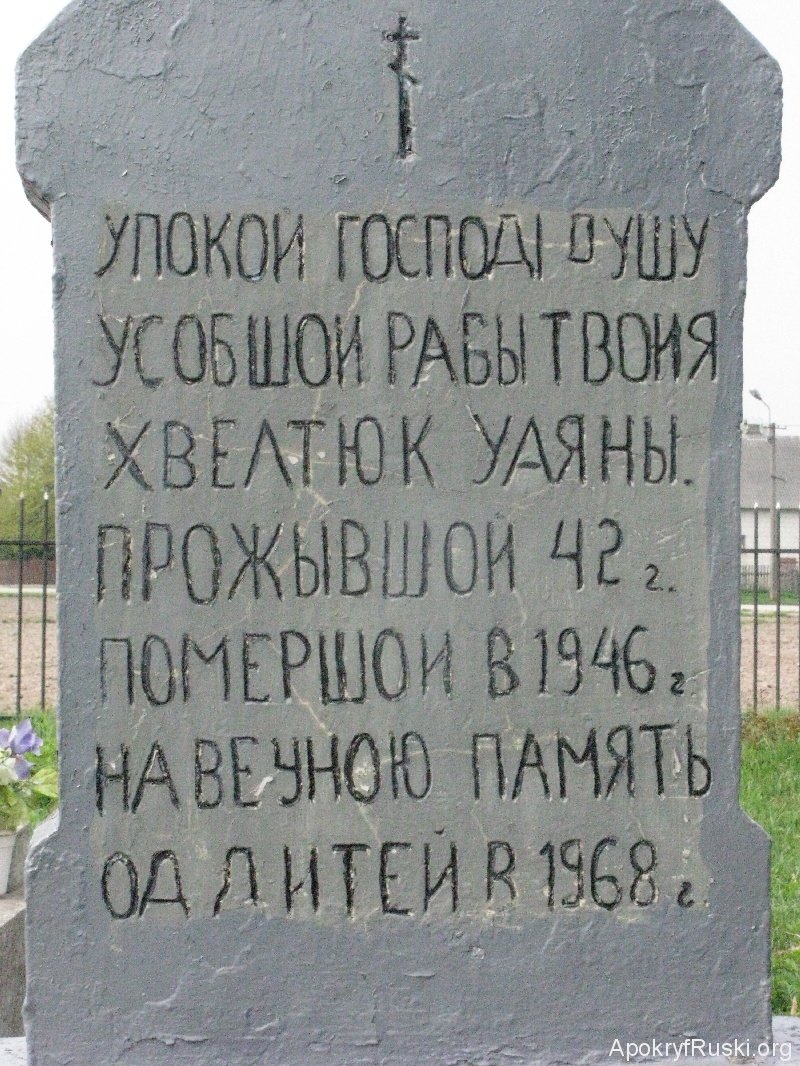 УПОКОИ ГОСПОДІ ДУШУ
УСОБШОИ РАБЫ ТВОИЯ
ХВЕЛТЮК УЛЯНЫ.
ПРОЖЫВШОИ 42 г.
ПОМЕРШОИ В 1946 г
НА ВЕЧНОЮ ПАМЯТЬ
ОД ДИТЕЙ В 1968 г.
ApokryfRuski.org